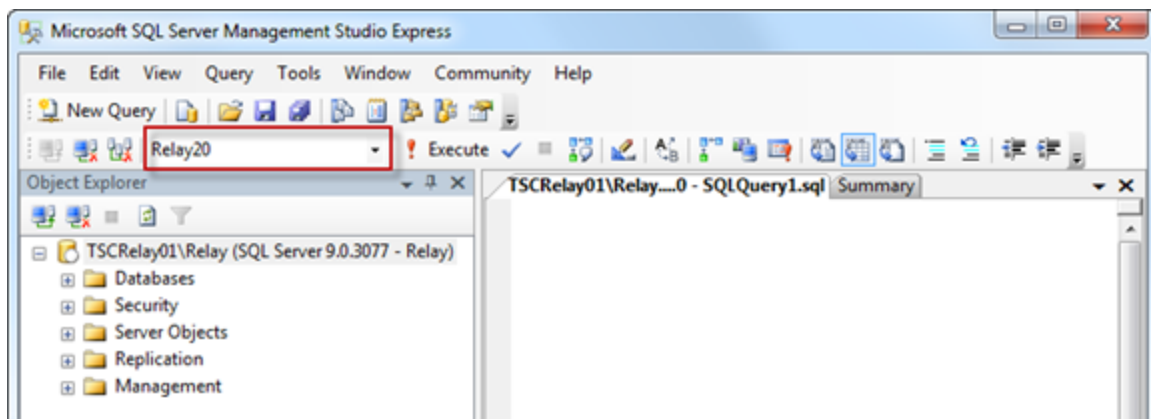 Microsoft SQL Server Management Studio Express
File Edit View Query Tools Window Community Help
New Query
Relay20 Execute
Object Explorer
TSCRelay01\Relay (SQL Server 9.0.3077 - Relay)
Databases
Security
Server Objects
Replication
Management
TSCRelay01\Relay....0 - SQLQuery1.sql Summary